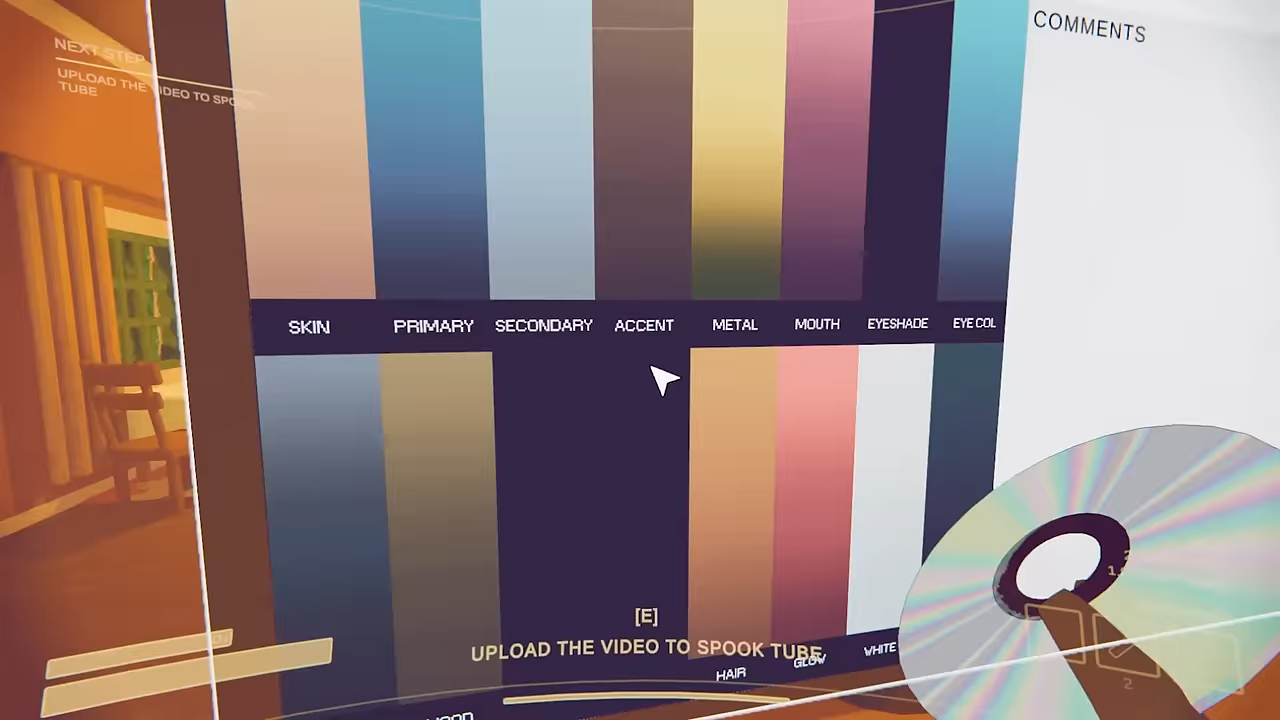 COMMENTS
NEXT STEP
UPLOAD THE VIDEO TO SPOOK
TUBE
SKIN
PRIMARY
SECONDARY
ACCENT
METAL
MOUTH
EYESHADE
EYE COL
[E]
UPLOAD THE VIDEO TO SPOOK TUBE
HAIR
GLOW
WHITE
2